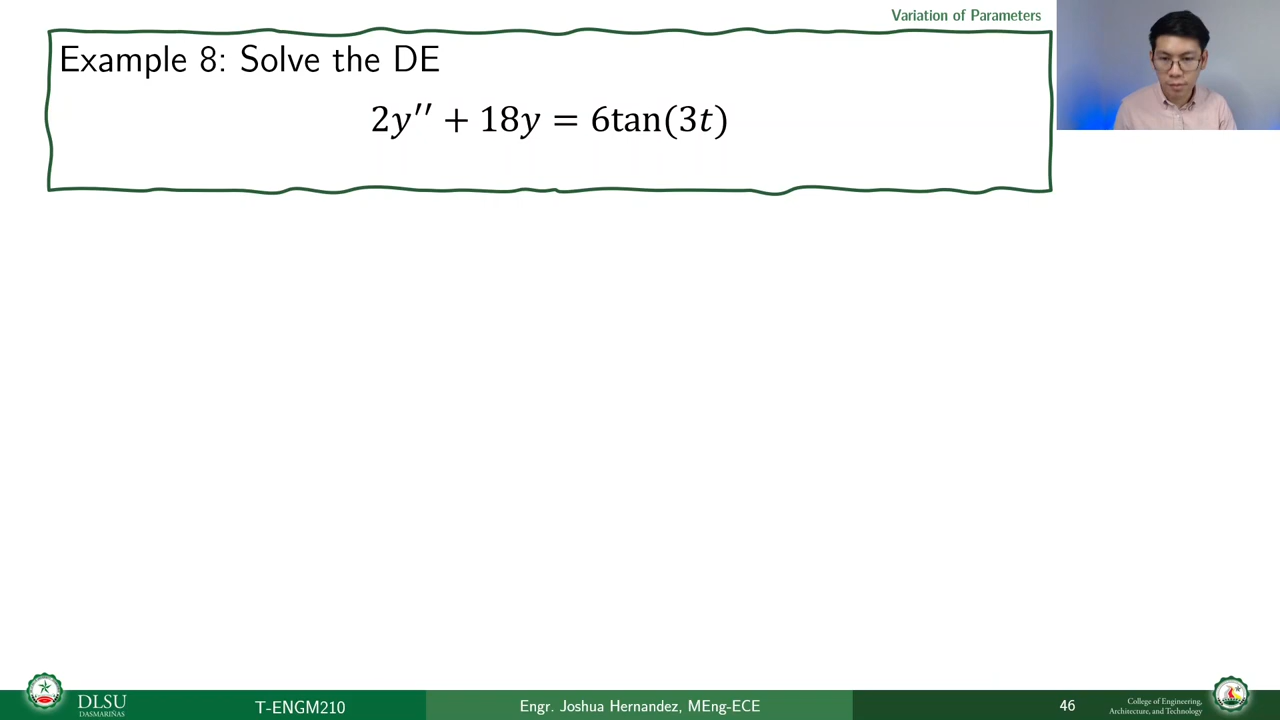 Variation of Parameters
Example 8: Solve the DE
2y′′ + 18y = 6tan(3t)
DLSU
DASMARIÑAS
T-ENGM210
Engr. Joshua Hernandez, MEng-ECE
46
College of Engineering,
Architecture, and Technology